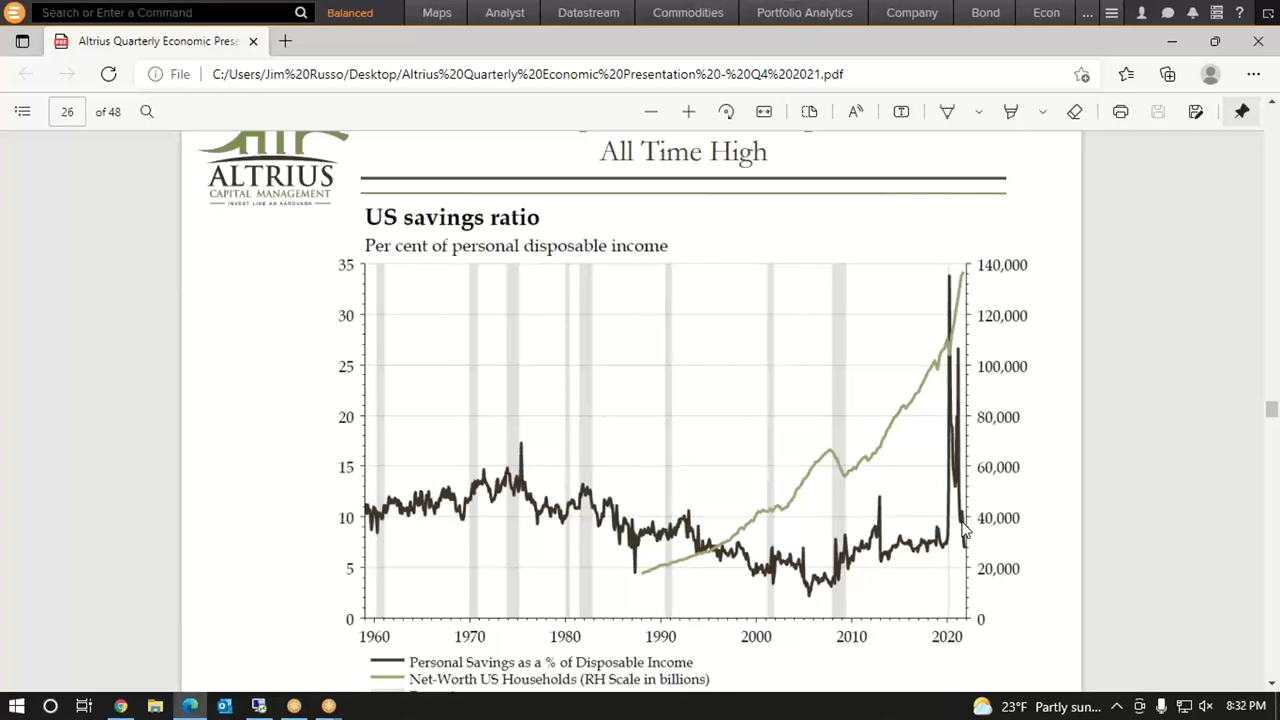 Search or Enter a Command
Balanced
Maps
Analyst
Datastream
Commodities
Portfolio Analytics
Company
Bond
Econ
...
?
Altrius Quarterly Economic Prese
File
C:/Users/Jim%20Russo/Desktop/Altrius%20Quarterly%20Economic%20Presentation%20-%20Q4%202021.pdf
26 of 48
All Time High
ALTRIUS
CAPITAL MANAGEMENT
INVEST LIKE AN AARDVARK
US savings ratio
Per cent of personal disposable income
35 140,000
30 120,000
25 100,000
20 80,000
15 60,000
10 40,000
5 20,000
0 0
1960 1970 1980 1990 2000 2010 2020
Personal Savings as a % of Disposable Income
Net-Worth US Households (RH Scale in billions)
23°F Partly sun...
8:32 PM